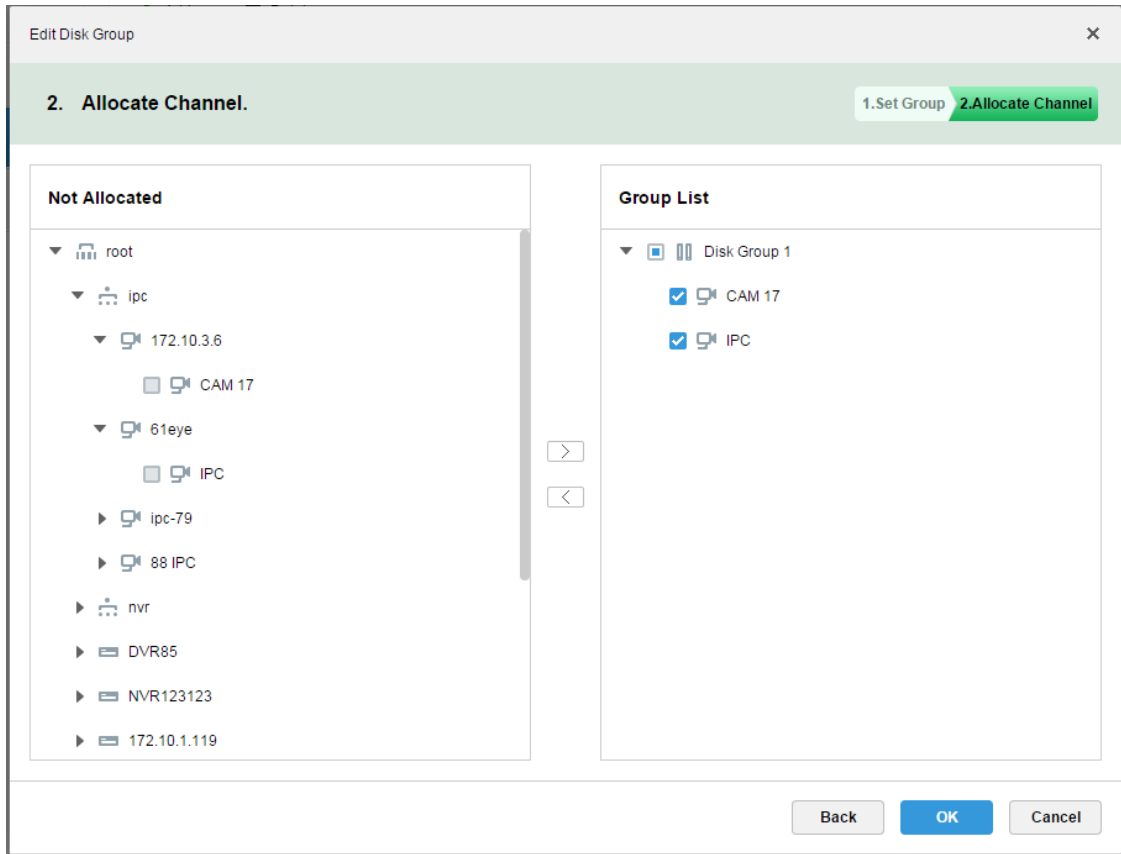 Edit Disk Group
2. Allocate Channel.
1.Set Group 2.Allocate Channel
Not Allocated
root
ipc
172.10.3.6
CAM 17
61eye
IPC
ipc-79
88 IPC
nvr
DVR85
NVR123123
172.10.1.119
Group List
Disk Group 1
CAM 17
IPC
Back OK Cancel